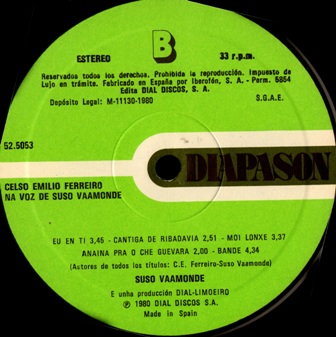 B
ESTEREO
33 r.p.m.
Reservados todos los derechos. Prohibida la reproducción. Impuesto de
Lujo en trámite. Fabricado en España por Iberofón, S. A. - Perm. 5854
Edita DIAL DISCOS, S. A.
Depósito Legal: M-11130-1980
S.G.A.E.
52.5053
DIAPASON
CELSO EMILIO FERREIRO
NA VOZ DE SUSO VAAMONDE
EU EN TI 3,45 - CANTIGA DE RIBADAVIA 2,51 - MOI LONXE 3,37
ANAINA PRA O CHE GUEVARA 2,00 - BANDE 4,34
(Autores de todos los títulos: C.E. Ferreiro-Suso Vaamonde)
SUSO VAAMONDE
E unha producción DIAL-LIMOEIRO
Ⓟ 1980 DIAL DISCOS S.A.
Made in Spain